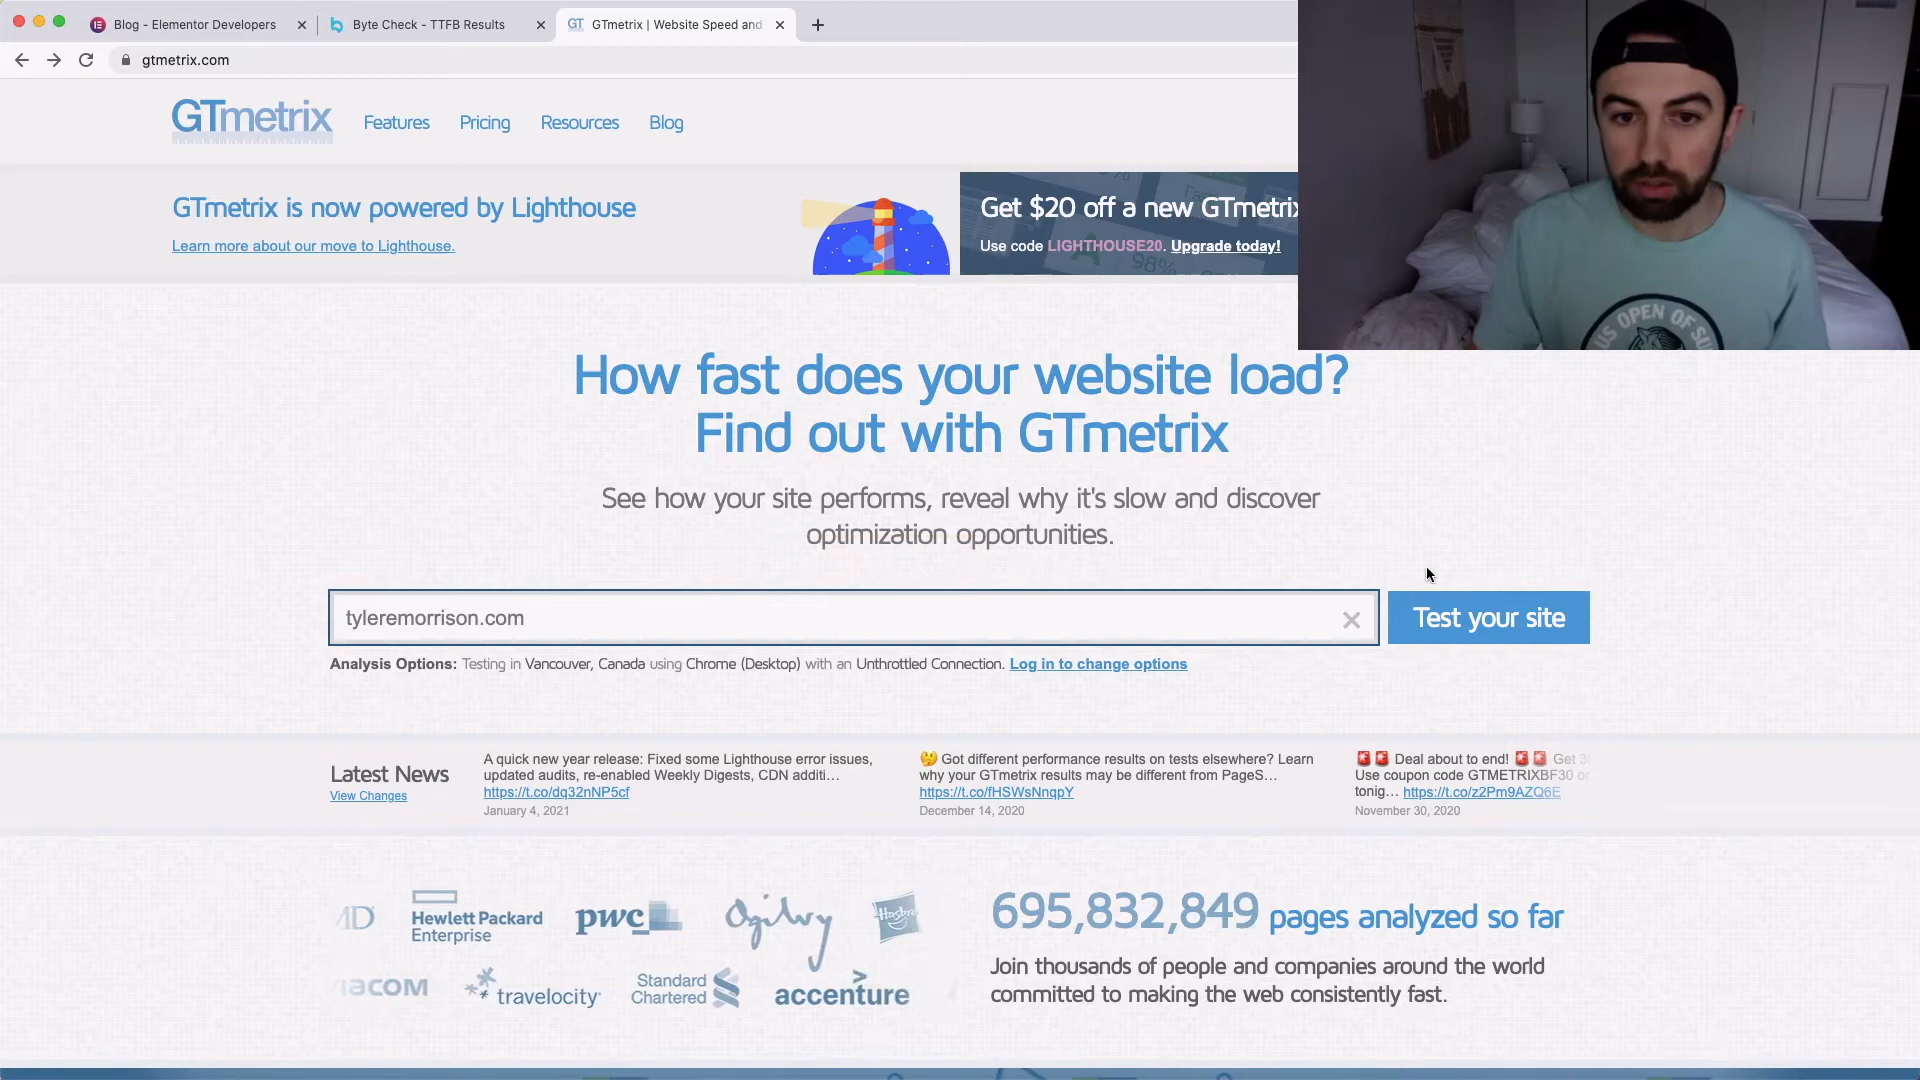 Blog - Elementor Developers
Byte Check - TTFB Results
GT GTmetrix | Website Speed and
gtmetrix.com
GTmetrix
Features
Pricing
Resources
Blog
GTmetrix is now powered by Lighthouse
Learn more about our move to Lighthouse.
Get $20 off a new GTmetrix
Use code LIGHTHOUSE20. Upgrade today!
A
98%
US OPEN OF SU
How fast does your website load?
Find out with GTmetrix
See how your site performs, reveal why it's slow and discover
optimization opportunities.
tyleremorrison.com
Test your site
Analysis Options: Testing in Vancouver, Canada using Chrome (Desktop) with an Unthrottled Connection. Log in to change options
Latest News
View Changes
A quick new year release: Fixed some Lighthouse error issues,
updated audits, re-enabled Weekly Digests, CDN additi…
https://t.co/dq32nNP5cf
January 4, 2021
🤔 Got different performance results on tests elsewhere? Learn
why your GTmetrix results may be different from PageS…
https://t.co/fHSWsNnqpY
December 14, 2020
🚨🚨 Deal about to end! 🚨🚨 Get 3
Use coupon code GTMETRIXBF30 or
tonig… https://t.co/z2Pm9AZQ6E
November 30, 2020
MD
Hewlett Packard
Enterprise
pwc
Ogilvy
Hasbro
VIACOM
travelocity
Standard
Chartered
accenture
695,832,849 pages analyzed so far
Join thousands of people and companies around the world
committed to making the web consistently fast.